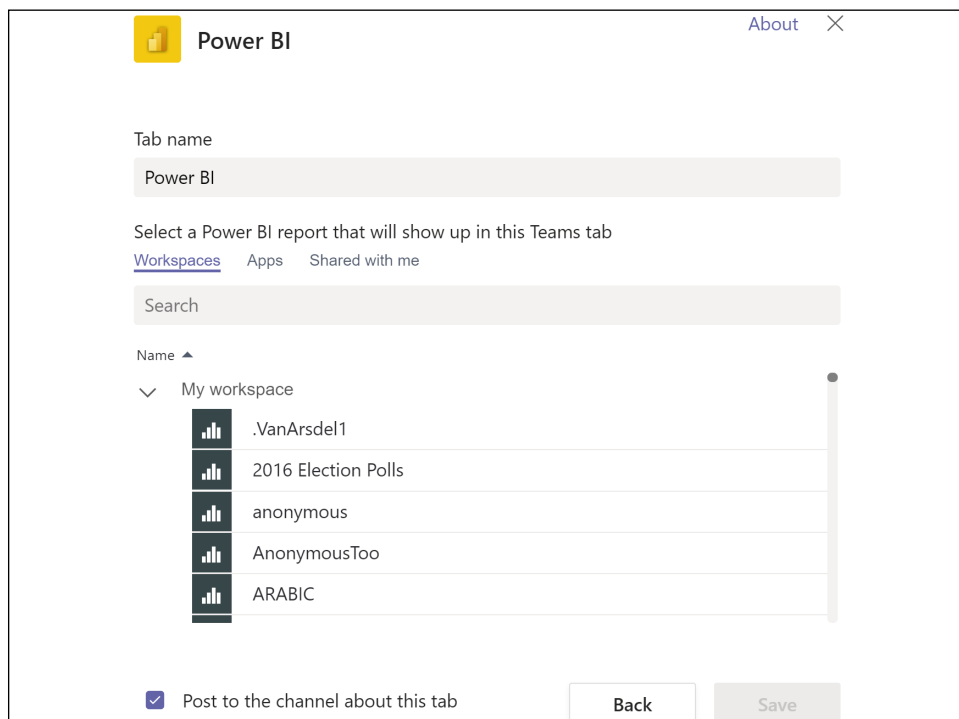 Power BI
About
Tab name
Power BI
Select a Power BI report that will show up in this Teams tab
Workspaces Apps Shared with me
Search
Name
My workspace
.VanArsdel1
2016 Election Polls
anonymous
AnonymousToo
ARABIC
Post to the channel about this tab
Back
Save